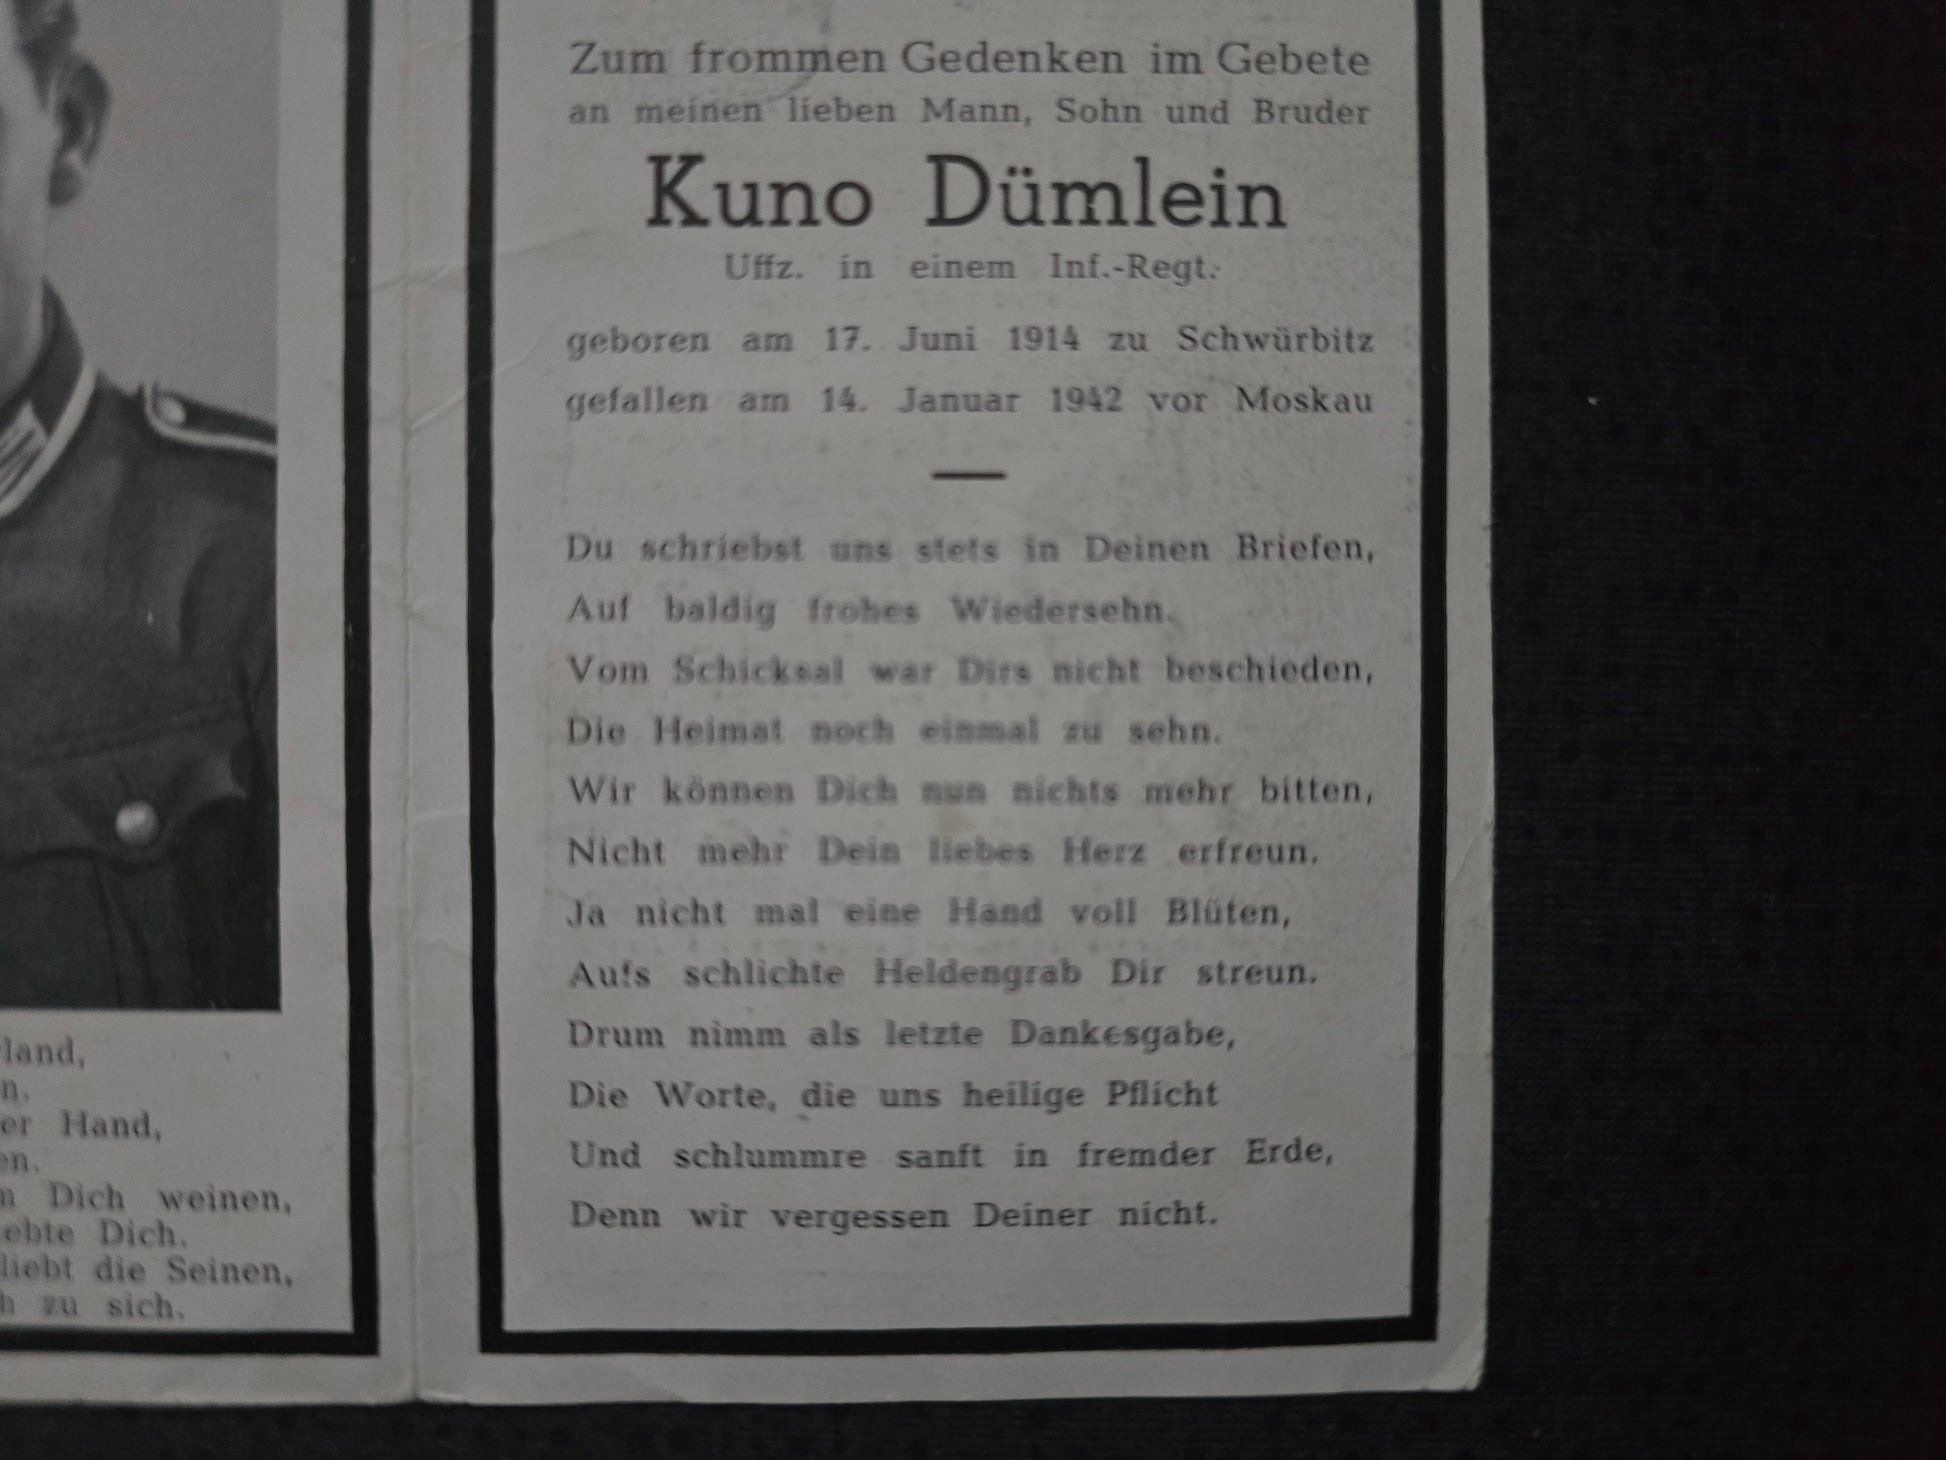 Zum frommen Gedenken im Gebete
an meinen lieben Mann, Sohn und Bruder
Kuno Dümlein
Uffz. in einem Inf.-Regt.
geboren am 17. Juni 1914 zu Schwürbitz
gefallen am 14. Januar 1942 vor Moskau
Du schriebst uns stets in Deinen Briefen,
Auf baldig frohes Wiedersehn.
Vom Schicksal war Dirs nicht beschieden,
Die Heimat noch einmal zu sehn.
Wir können Dich nun nichts mehr bitten,
Nicht mehr Dein liebes Herz erfreun.
Ja nicht mal eine Hand voll Blüten,
Aufs schlichte Heldengrab Dir streun.
Drum nimm als letzte Dankesgabe,
Die Worte, die uns heilige Pflicht
Und schlummre sanft in fremder Erde,
Denn wir vergessen Deiner nicht.
land,
n.
er Hand,
en.
n Dich weinen,
ebte Dich.
liebt die Seinen,
h zu sich.